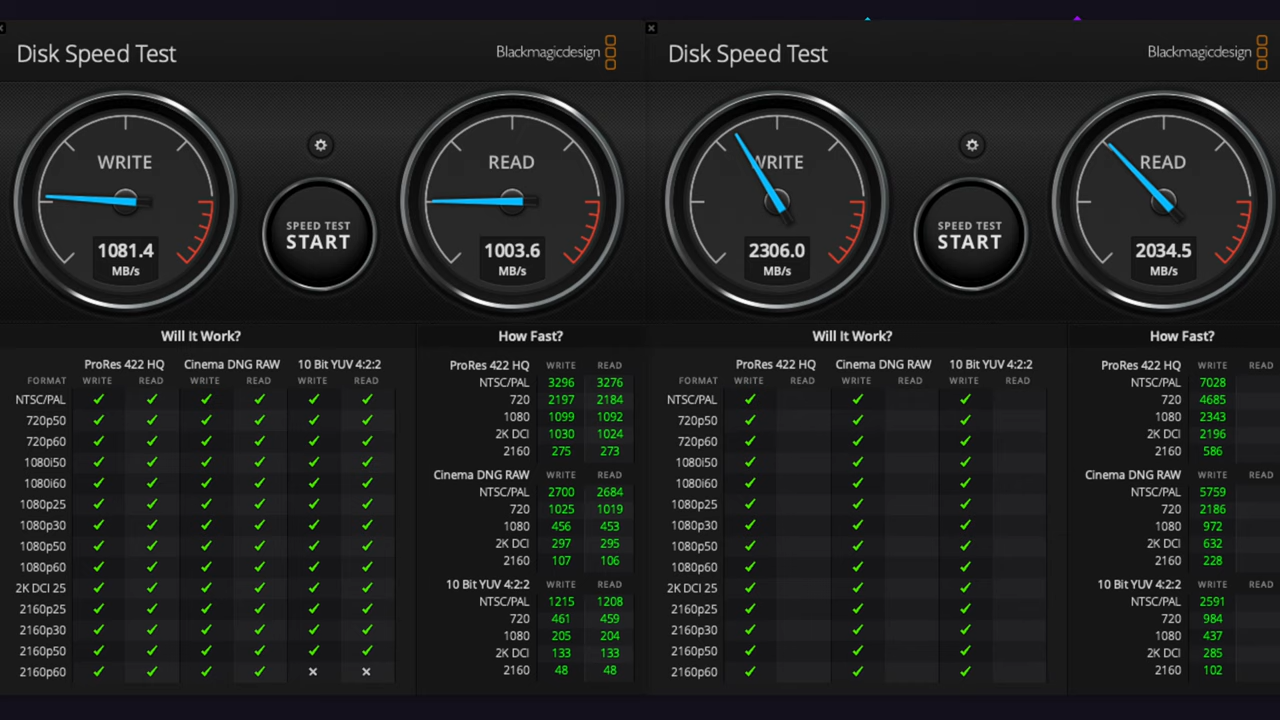 Disk Speed Test Blackmagicdesign
WRITE
1081.4
MB/s
SPEED TEST
START
READ
1003.6
MB/s
Will It Work?
ProRes 422 HQ Cinema DNG RAW 10 Bit YUV 4:2:2
FORMAT WRITE READ WRITE READ WRITE READ
NTSC/PAL ✓ ✓ ✓ ✓ ✓ ✓
720p50 ✓ ✓ ✓ ✓ ✓ ✓
720p60 ✓ ✓ ✓ ✓ ✓ ✓
1080i50 ✓ ✓ ✓ ✓ ✓ ✓
1080i60 ✓ ✓ ✓ ✓ ✓ ✓
1080p25 ✓ ✓ ✓ ✓ ✓ ✓
1080p30 ✓ ✓ ✓ ✓ ✓ ✓
1080p50 ✓ ✓ ✓ ✓ ✓ ✓
1080p60 ✓ ✓ ✓ ✓ ✓ ✓
2K DCI 25 ✓ ✓ ✓ ✓ ✓ ✓
2160p25 ✓ ✓ ✓ ✓ ✓ ✓
2160p30 ✓ ✓ ✓ ✓ ✓ ✓
2160p50 ✓ ✓ ✓ ✓ ✓ ✓
2160p60 ✓ ✓ ✓ ✓ × ×
How Fast?
ProRes 422 HQ WRITE READ
NTSC/PAL 3296 3276
720 2197 2184
1080 1099 1092
2K DCI 1030 1024
2160 275 273
Cinema DNG RAW WRITE READ
NTSC/PAL 2700 2684
720 1025 1019
1080 456 453
2K DCI 297 295
2160 107 106
10 Bit YUV 4:2:2 WRITE READ
NTSC/PAL 1215 1208
720 461 459
1080 205 204
2K DCI 133 133
2160 48 48
Disk Speed Test Blackmagicdesign
WRITE
2306.0
MB/s
SPEED TEST
START
READ
2034.5
MB/s
Will It Work?
ProRes 422 HQ Cinema DNG RAW 10 Bit YUV 4:2:2
FORMAT WRITE READ WRITE READ WRITE READ
NTSC/PAL ✓ ✓ ✓
720p50 ✓ ✓ ✓
720p60 ✓ ✓ ✓
1080i50 ✓ ✓ ✓
1080i60 ✓ ✓ ✓
1080p25 ✓ ✓ ✓
1080p30 ✓ ✓ ✓
1080p50 ✓ ✓ ✓
1080p60 ✓ ✓ ✓
2K DCI 25 ✓ ✓ ✓
2160p25 ✓ ✓ ✓
2160p30 ✓ ✓ ✓
2160p50 ✓ ✓ ✓
2160p60 ✓ ✓ ✓
How Fast?
ProRes 422 HQ WRITE READ
NTSC/PAL 7028
720 4685
1080 2343
2K DCI 2196
2160 586
Cinema DNG RAW WRITE READ
NTSC/PAL 5759
720 2186
1080 972
2K DCI 632
2160 228
10 Bit YUV 4:2:2 WRITE READ
NTSC/PAL 2591
720 984
1080 437
2K DCI 285
2160 102